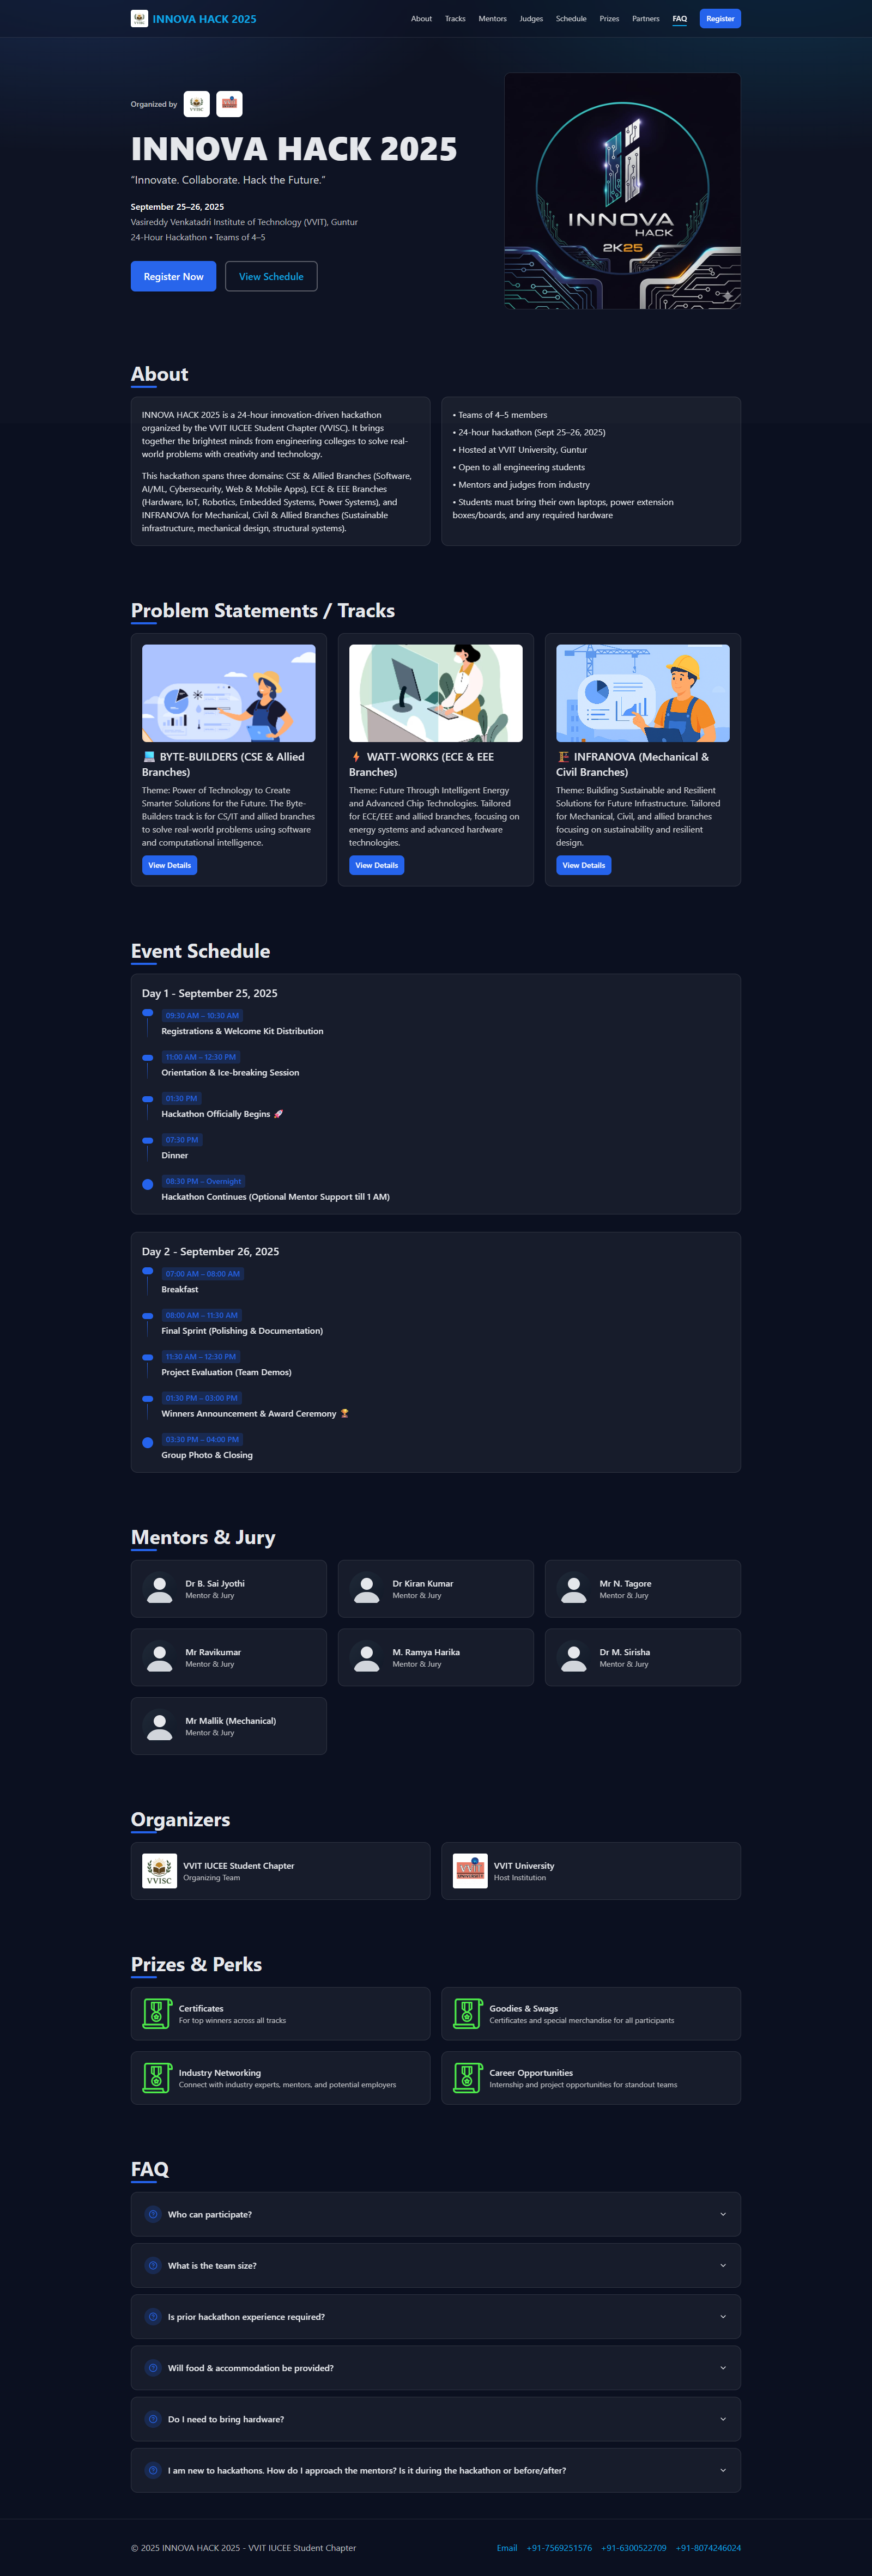 INNOVA HACK 2025
About Tracks Mentors Judges Schedule Prizes Partners FAQ Register
Organized by
VVISC
INNOVA HACK 2025
“Innovate. Collaborate. Hack the Future.”
September 25–26, 2025
Vasireddy Venkatadri Institute of Technology (VVIT), Guntur
24-Hour Hackathon • Teams of 4–5
Register Now
View Schedule
INNOVA
HACK
2K25
About
INNOVA HACK 2025 is a 24-hour innovation-driven hackathon
organized by the VVIT IUCEE Student Chapter (VVISC). It brings
together the brightest minds from engineering colleges to solve real-
world problems with creativity and technology.
This hackathon spans three domains: CSE & Allied Branches (Software,
AI/ML, Cybersecurity, Web & Mobile Apps), ECE & EEE Branches
(Hardware, IoT, Robotics, Embedded Systems, Power Systems), and
INFRANOVA for Mechanical, Civil & Allied Branches (Sustainable
infrastructure, mechanical design, structural systems).
• Teams of 4–5 members
• 24-hour hackathon (Sept 25–26, 2025)
• Hosted at VVIT University, Guntur
• Open to all engineering students
• Mentors and judges from industry
• Students must bring their own laptops, power extension
boxes/boards, and any required hardware
Problem Statements / Tracks
💻 BYTE-BUILDERS (CSE & Allied
Branches)
Theme: Power of Technology to Create
Smarter Solutions for the Future. The Byte-
Builders track is for CS/IT and allied branches
to solve real-world problems using software
and computational intelligence.
View Details
⚡ WATT-WORKS (ECE & EEE
Branches)
Theme: Future Through Intelligent Energy
and Advanced Chip Technologies. Tailored
for ECE/EEE and allied branches, focusing on
energy systems and advanced hardware
technologies.
View Details
🏗️ INFRANOVA (Mechanical &
Civil Branches)
Theme: Building Sustainable and Resilient
Solutions for Future Infrastructure. Tailored
for Mechanical, Civil, and allied branches
focusing on sustainability and resilient
design.
View Details
Event Schedule
Day 1 - September 25, 2025
09:30 AM – 10:30 AM
Registrations & Welcome Kit Distribution
11:00 AM – 12:30 PM
Orientation & Ice-breaking Session
01:30 PM
Hackathon Officially Begins 🚀
07:30 PM
Dinner
08:30 PM – Overnight
Hackathon Continues (Optional Mentor Support till 1 AM)
Day 2 - September 26, 2025
07:00 AM – 08:00 AM
Breakfast
08:00 AM – 11:30 AM
Final Sprint (Polishing & Documentation)
11:30 AM – 12:30 PM
Project Evaluation (Team Demos)
01:30 PM – 03:00 PM
Winners Announcement & Award Ceremony 🏆
03:30 PM – 04:00 PM
Group Photo & Closing
Mentors & Jury
Dr B. Sai Jyothi
Mentor & Jury
Dr Kiran Kumar
Mentor & Jury
Mr N. Tagore
Mentor & Jury
Mr Ravikumar
Mentor & Jury
M. Ramya Harika
Mentor & Jury
Dr M. Sirisha
Mentor & Jury
Mr Mallik (Mechanical)
Mentor & Jury
Organizers
VVISC
VVIT IUCEE Student Chapter
Organizing Team
VVIT
UNIVERSITY
VVIT University
Host Institution
Prizes & Perks
Certificates
For top winners across all tracks
Goodies & Swags
Certificates and special merchandise for all participants
Industry Networking
Connect with industry experts, mentors, and potential employers
Career Opportunities
Internship and project opportunities for standout teams
FAQ
Who can participate?
What is the team size?
Is prior hackathon experience required?
Will food & accommodation be provided?
Do I need to bring hardware?
I am new to hackathons. How do I approach the mentors? Is it during the hackathon or before/after?
© 2025 INNOVA HACK 2025 - VVIT IUCEE Student Chapter
Email +91-7569251576 +91-6300522709 +91-8074246024